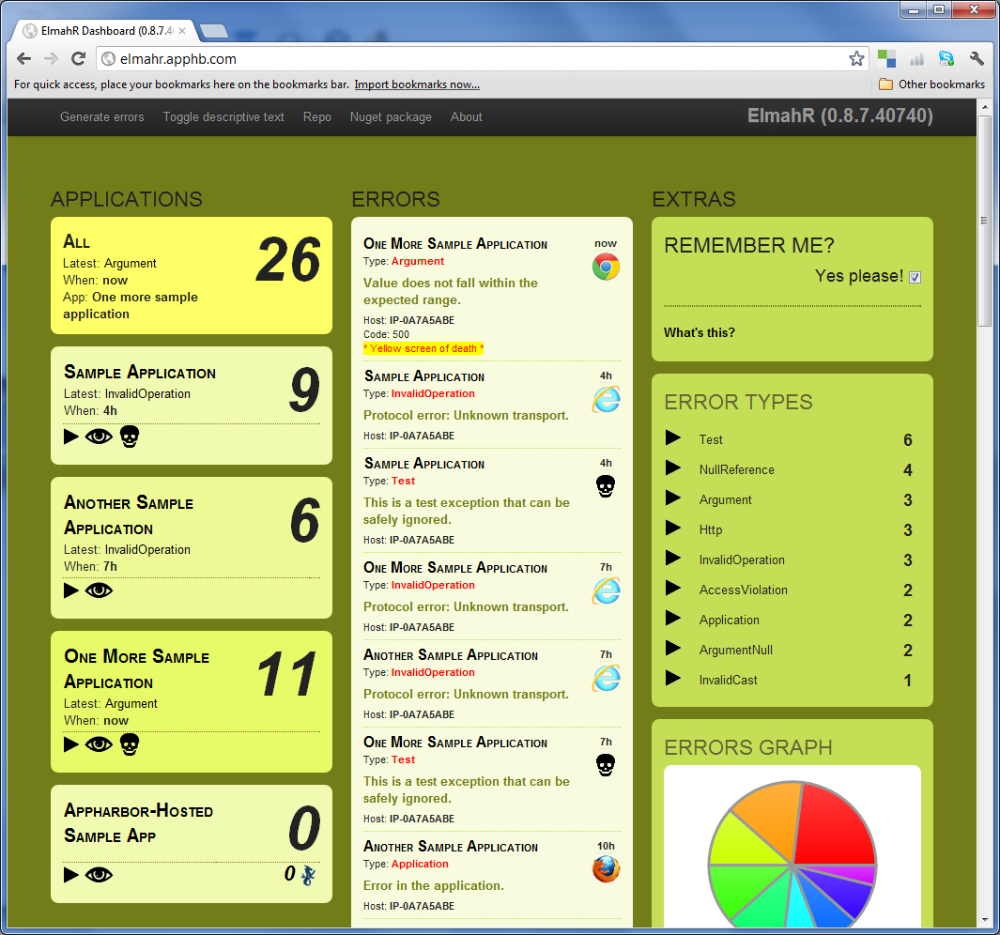 ElmahR Dashboard (0.8.7.4
elmahr.apphb.com
For quick access, place your bookmarks here on the bookmarks bar. Import bookmarks now...
Other bookmarks
Generate errors Toggle descriptive text Repo Nuget package About
ElmahR (0.8.7.40740)
APPLICATIONS
All
26
Latest: Argument
When: now
App: One more sample
application
Sample Application
9
Latest: InvalidOperation
When: 4h
Another Sample
Application
6
Latest: InvalidOperation
When: 7h
One More Sample
Application
11
Latest: Argument
When: now
Appharbor-Hosted
Sample App
0
0
ERRORS
One More Sample Application
now
Type: Argument
Value does not fall within the
expected range.
Host: IP-0A7A5ABE
Code: 500
* Yellow screen of death *
Sample Application
4h
Type: InvalidOperation
Protocol error: Unknown transport.
Host: IP-0A7A5ABE
Sample Application
4h
Type: Test
This is a test exception that can be
safely ignored.
Host: IP-0A7A5ABE
One More Sample Application
7h
Type: InvalidOperation
Protocol error: Unknown transport.
Host: IP-0A7A5ABE
Another Sample Application
7h
Type: InvalidOperation
Protocol error: Unknown transport.
Host: IP-0A7A5ABE
One More Sample Application
7h
Type: Test
This is a test exception that can be
safely ignored.
Host: IP-0A7A5ABE
Another Sample Application
10h
Type: Application
Error in the application.
Host: IP-0A7A5ABE
EXTRAS
REMEMBER ME?
Yes please!
What's this?
ERROR TYPES
Test 6
NullReference 4
Argument 3
Http 3
InvalidOperation 3
AccessViolation 2
Application 2
ArgumentNull 2
InvalidCast 1
ERRORS GRAPH